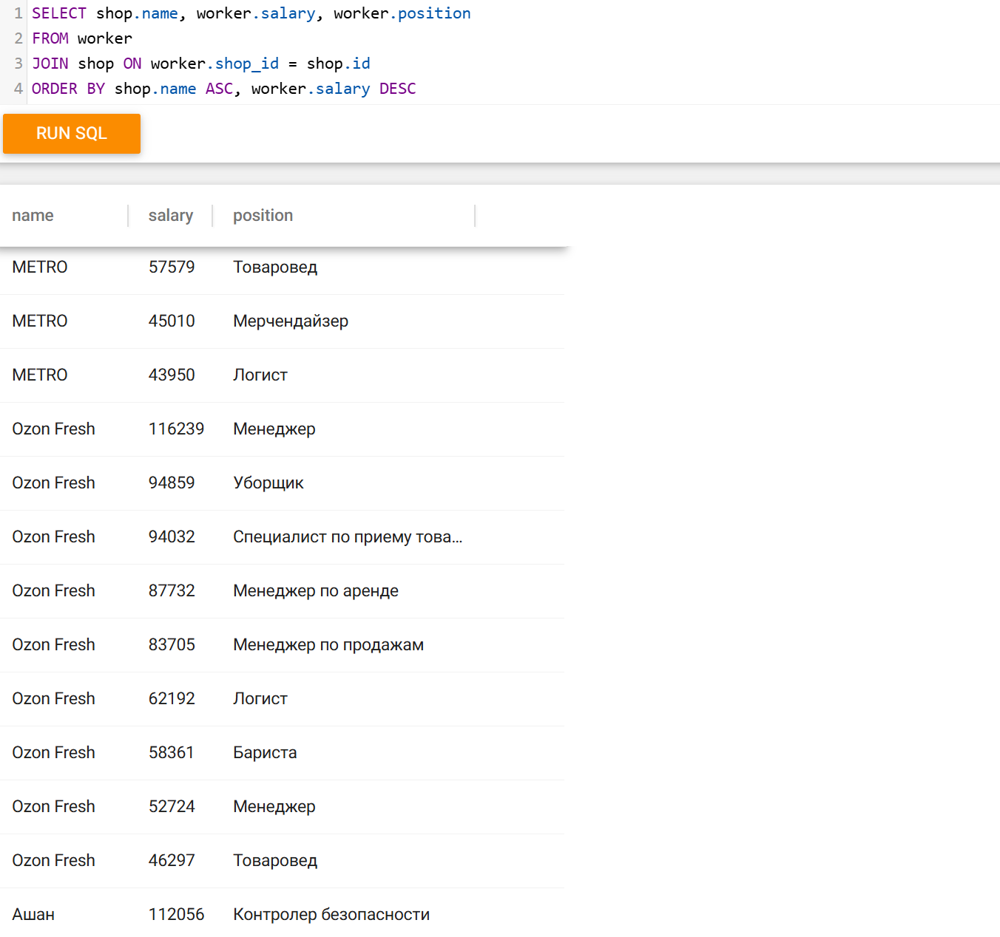 1 SELECT shop.name, worker.salary, worker.position
2 FROM worker
3 JOIN shop ON worker.shop_id = shop.id
4 ORDER BY shop.name ASC, worker.salary DESC
RUN SQL
name salary position
METRO 57579 Товаровед
METRO 45010 Мерчендайзер
METRO 43950 Логист
Ozon Fresh 116239 Менеджер
Ozon Fresh 94859 Уборщик
Ozon Fresh 94032 Специалист по приему това...
Ozon Fresh 87732 Менеджер по аренде
Ozon Fresh 83705 Менеджер по продажам
Ozon Fresh 62192 Логист
Ozon Fresh 58361 Бариста
Ozon Fresh 52724 Менеджер
Ozon Fresh 46297 Товаровед
Ашан 112056 Контролер безопасности